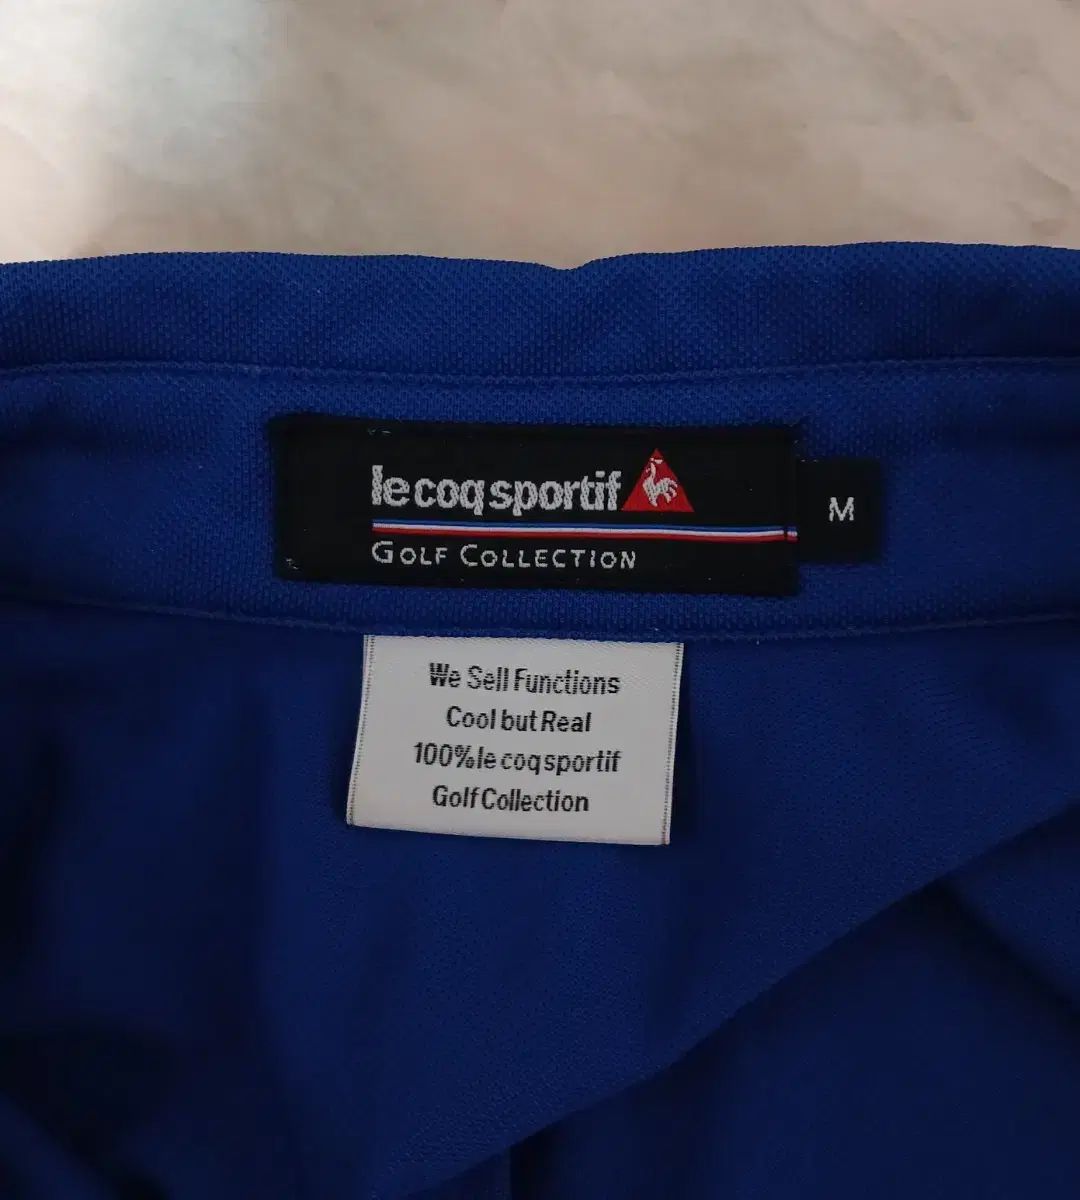 le coq sportif
GOLF COLLECTION
M
We Sell Functions
Cool but Real
100% le coq sportif
Golf Collection